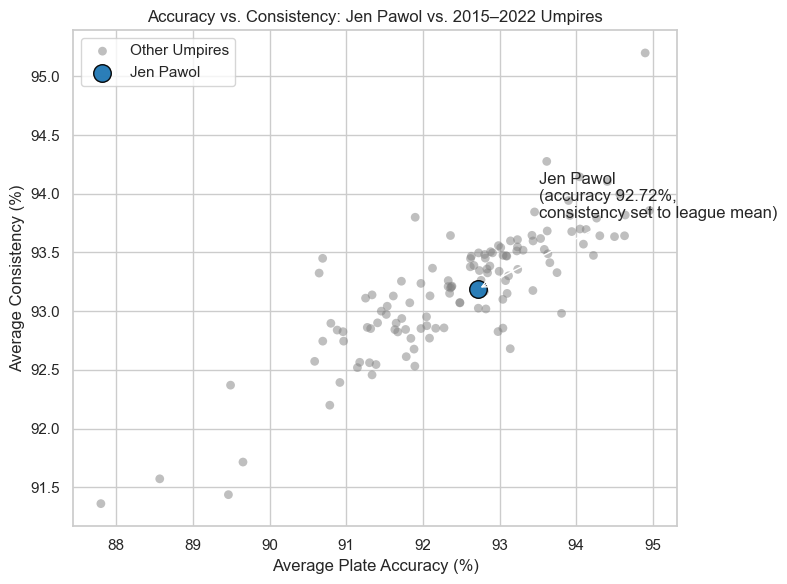 Accuracy vs. Consistency: Jen Pawol vs. 2015–2022 Umpires
Other Umpires
Jen Pawol
95.0
94.5
94.0
93.5
93.0
92.5
92.0
91.5
Average Consistency (%)
Jen Pawol
(accuracy 92.72%,
consistency set to league mean)
88
89
90
91
92
93
94
95
Average Plate Accuracy (%)